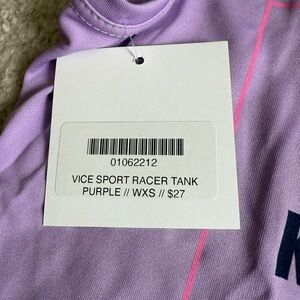 01062212
VICE SPORT RACER TANK
PURPLE // WXS // $27